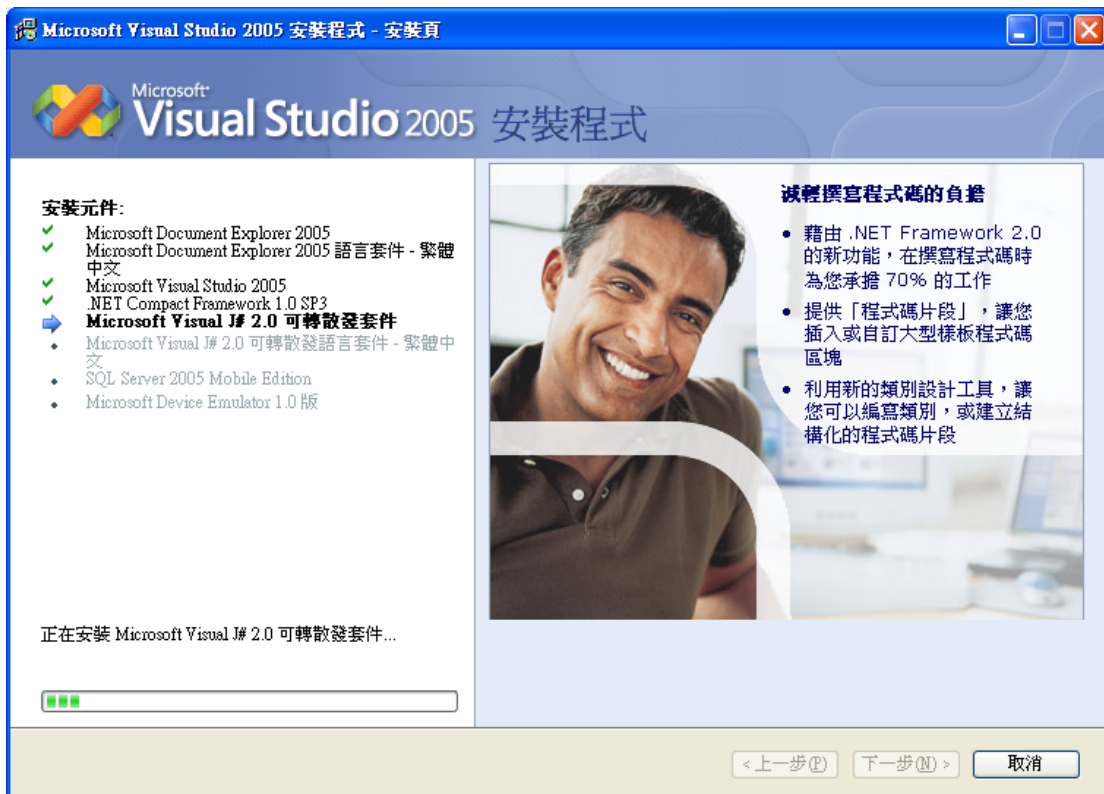 Microsoft Visual Studio 2005 安裝程式 - 安裝頁
Microsoft
Visual Studio 2005 安裝程式
安裝元件:
Microsoft Document Explorer 2005
Microsoft Document Explorer 2005 語言套件 - 繁體
中文
Microsoft Visual Studio 2005
.NET Compact Framework 1.0 SP3
Microsoft Visual J# 2.0 可轉散發套件
Microsoft Visual J# 2.0 可轉散發語言套件 - 繁體中
文
SQL Server 2005 Mobile Edition
Microsoft Device Emulator 1.0 版
正在安裝 Microsoft Visual J# 2.0 可轉散發套件...
減輕撰寫程式碼的負擔
• 藉由 .NET Framework 2.0
的新功能，在撰寫程式碼時
為您承擔 70% 的工作
• 提供「程式碼片段」，讓您
插入或自訂大型樣板程式碼
區塊
• 利用新的類別設計工具，讓
您可以編寫類別，或建立結
構化的程式碼片段
<上一步(P)
下一步(N)>
取消